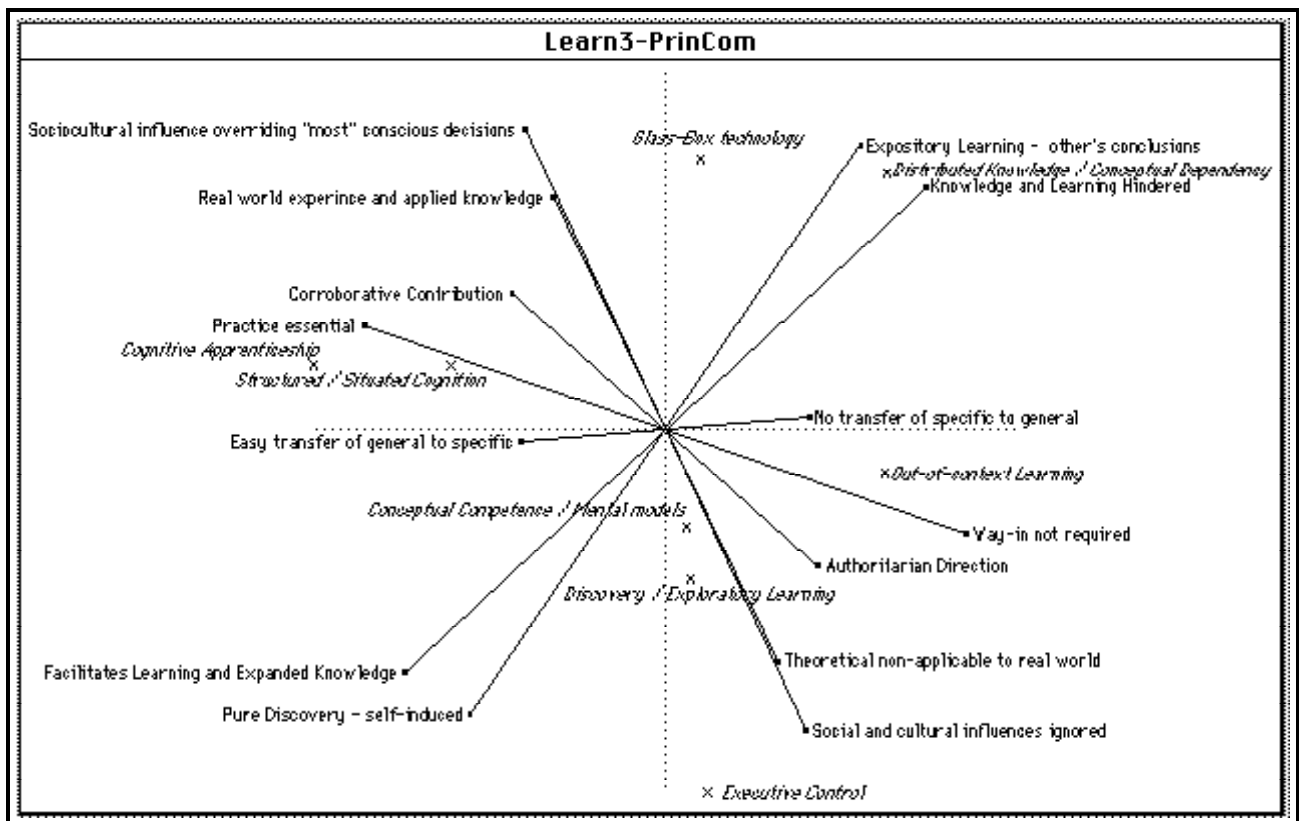 Learn3-PrinCom
Sociocultural influence overriding "most" conscious decisions
Glass-Box technology
Expository Learning - other's conclusions
Distributed Knowledge / Conceptual Dependency
Knowledge and Learning Hindered
Real world experince and applied knowledge
Corroborative Contribution
Practice essential
Cognitive Apprenticeship
Structured / Situated Cognition
No transfer of specific to general
Easy transfer of general to specific
Out-of-context Learning
Conceptual Competence / Mental models
Way-in not required
Authoritarian Direction
Discovery / Exploratory Learning
Theoretical non-applicable to real world
Facilitates Learning and Expanded Knowledge
Pure Discovery - self-induced
Social and cultural influences ignored
Executive Control